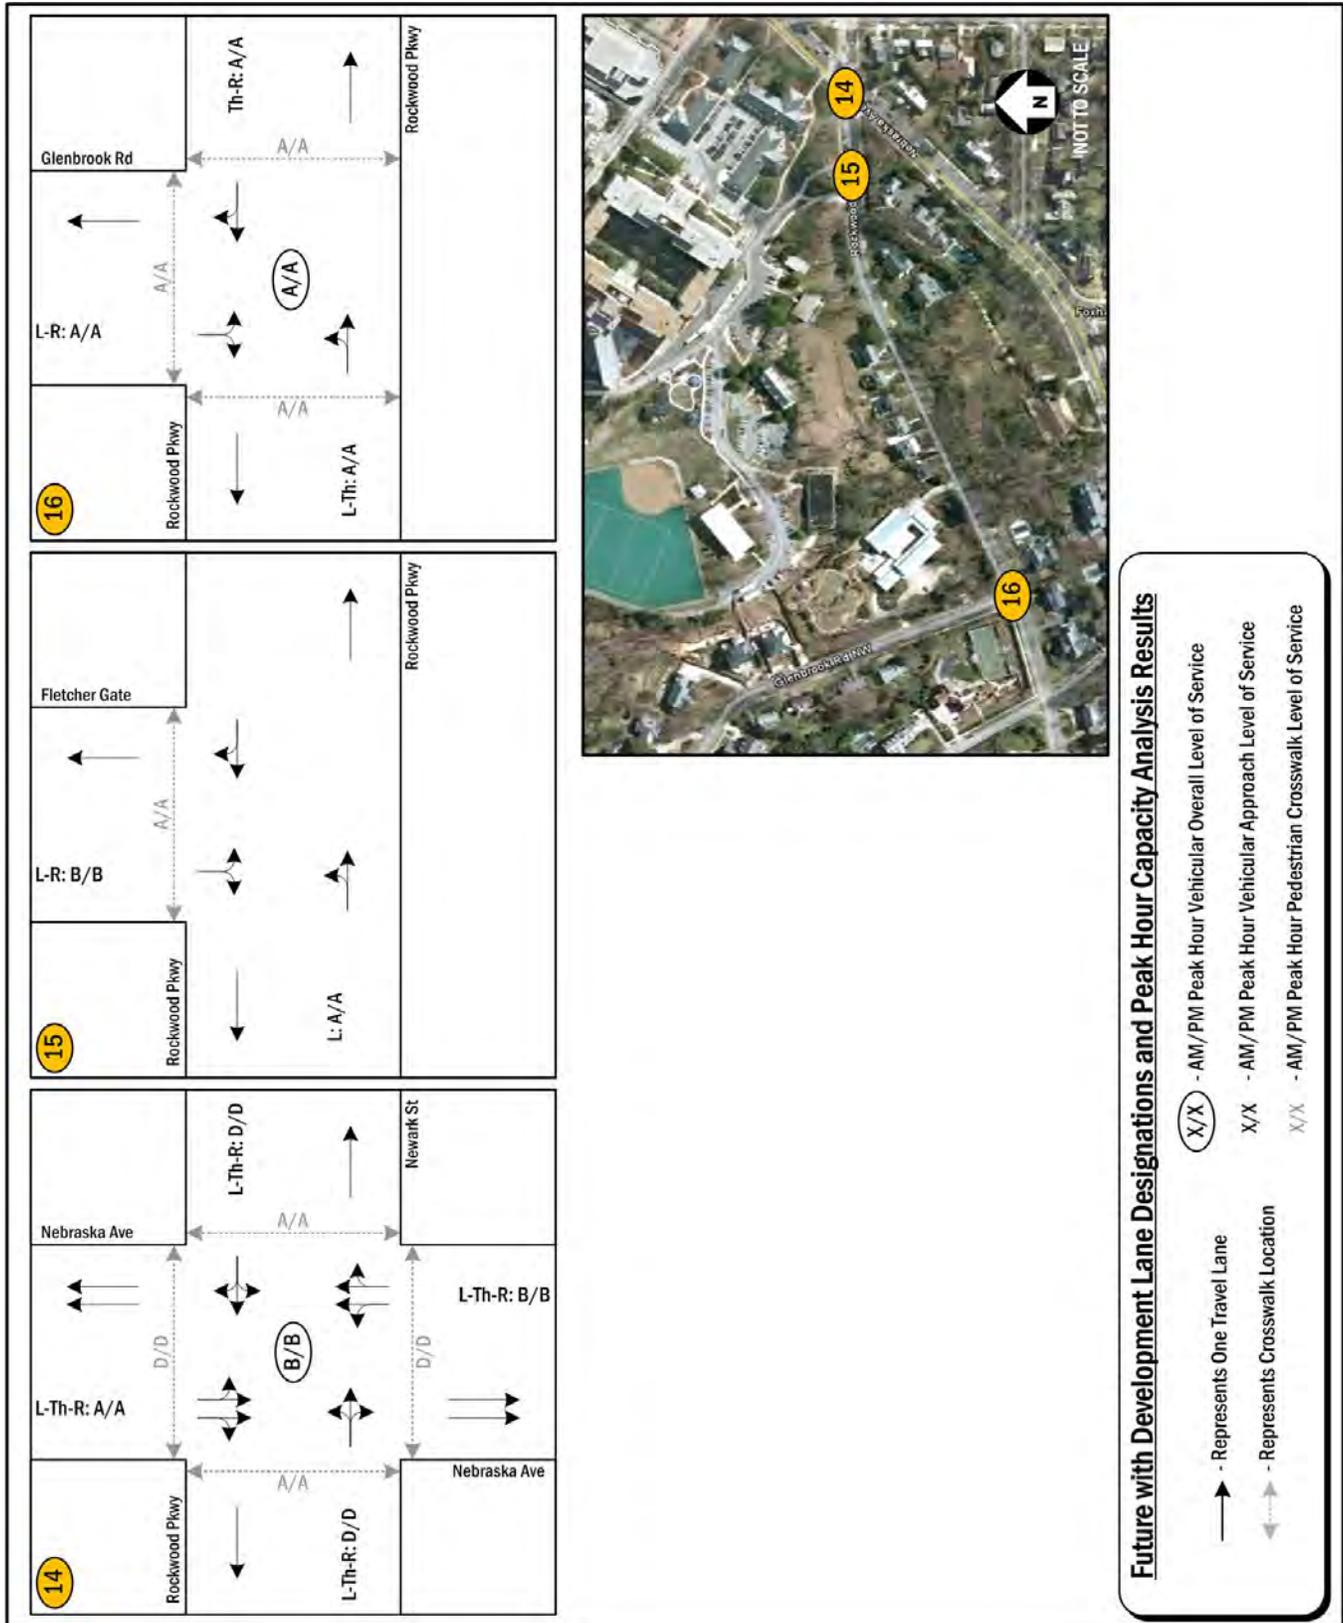 14
Rockwood Pkwy
Nebraska Ave
L-Th-R: A/A
D/D
L-Th-R: D/D
A/A
B/B
A/A
L-Th-R: D/D
L-Th-R: B/B
D/D
Nebraska Ave
Newark St
15
Rockwood Pkwy
Fletcher Gate
L-R: B/B
A/A
L: A/A
Rockwood Pkwy
16
Rockwood Pkwy
Glenbrook Rd
L-R: A/A
A/A
Th-R: A/A
A/A
A/A
A/A
L-Th: A/A
Rockwood Pkwy
14
15
16
Rockwood
Nebraska Ave
Glenbrook Rd NW
Foxh
N
NOT TO SCALE
Future with Development Lane Designations and Peak Hour Capacity Analysis Results
- Represents One Travel Lane
- Represents Crosswalk Location
X/X - AM/PM Peak Hour Vehicular Overall Level of Service
X/X - AM/PM Peak Hour Vehicular Approach Level of Service
X/X - AM/PM Peak Hour Pedestrian Crosswalk Level of Service